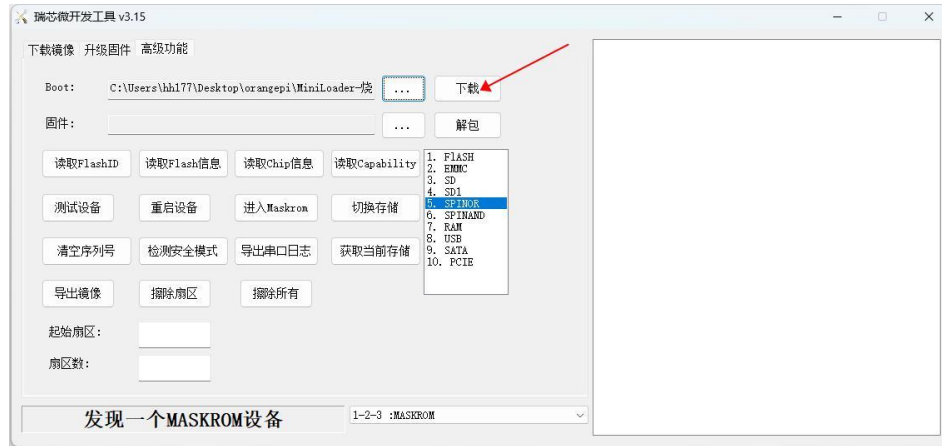 瑞芯微开发工具 v3.15
下载镜像 升级固件 高级功能
Boot: C:\Users\hh177\Desktop\orangepi\MiniLoader-烧 ... 下载
固件: ... 解包
读取FlashID 读取Flash信息 读取Chip信息 读取Capability
测试设备 重启设备 进入Maskrom 切换存储
清空序列号 检测安全模式 导出串口日志 获取当前存储
导出镜像 擦除扇区 擦除所有
1. FlASH
2. EMMC
3. SD
4. SD1
5. SPINOR
6. SPINAND
7. RAM
8. USB
9. SATA
10. PCIE
起始扇区:
扇区数:
发现一个MASKROM设备 1-2-3 :MASKROM